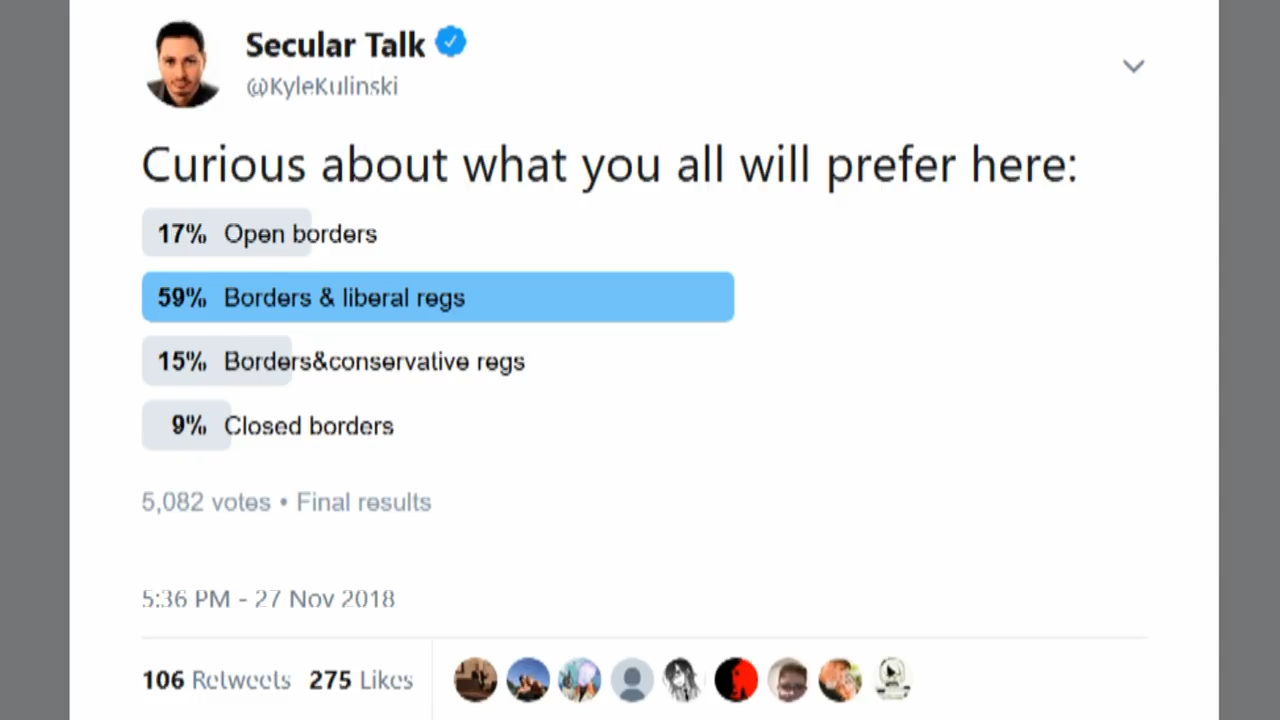 Secular Talk
@KyleKulinski
Curious about what you all will prefer here:
17% Open borders
59% Borders & liberal regs
15% Borders&conservative regs
9% Closed borders
5,082 votes • Final results
5:36 PM - 27 Nov 2018
106 Retweets 275 Likes